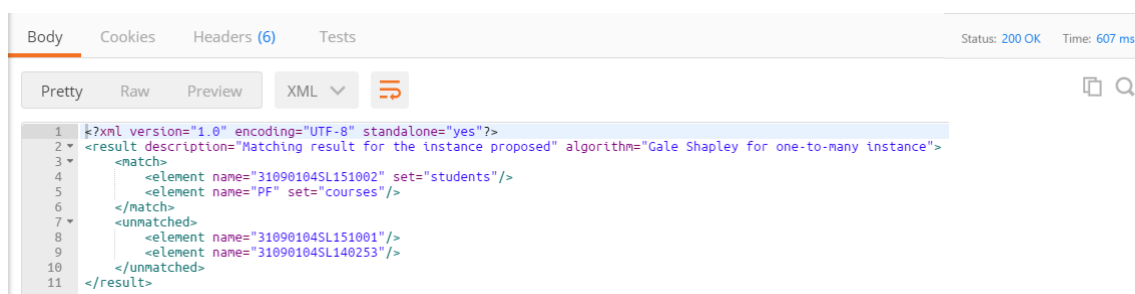 Body Cookies Headers (6) Tests Status: 200 OK Time: 607 ms
Pretty Raw Preview XML
1 <?xml version="1.0" encoding="UTF-8" standalone="yes"?>
2 <result description="Matching result for the instance proposed" algorithm="Gale Shapley for one-to-many instance">
3 <match>
4 <element name="31090104SL151002" set="students"/>
5 <element name="PF" set="courses"/>
6 </match>
7 <unmatched>
8 <element name="31090104SL151001"/>
9 <element name="31090104SL140253"/>
10 </unmatched>
11 </result>